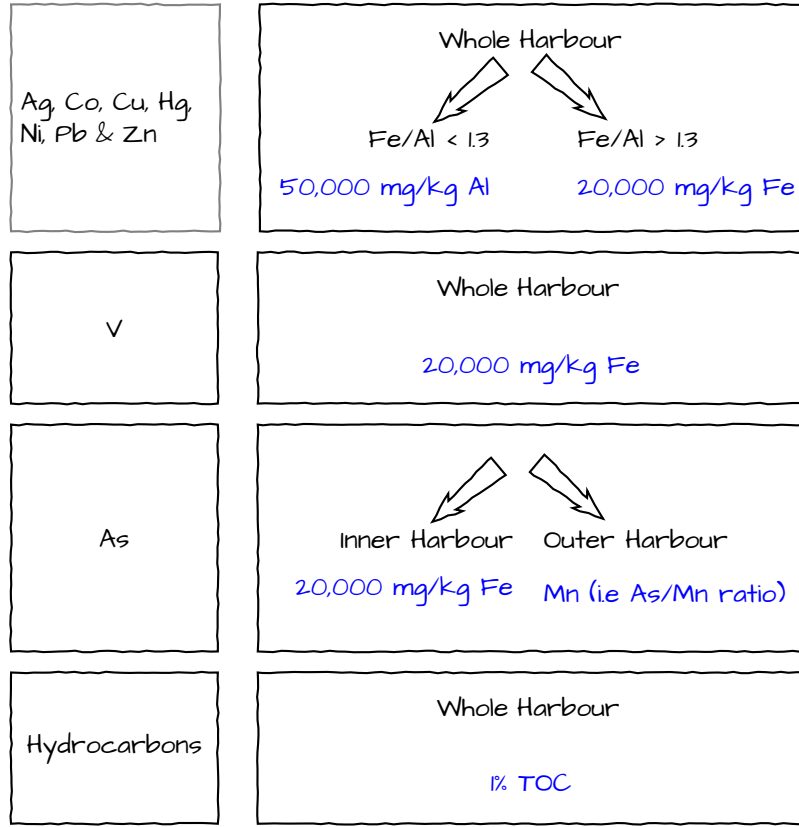 Ag, Co, Cu, Hg,
Ni, Pb & Zn
Whole Harbour
Fe/Al < 1.3
Fe/Al > 1.3
50,000 mg/kg Al
20,000 mg/kg Fe
V
Whole Harbour
20,000 mg/kg Fe
As
Inner Harbour
Outer Harbour
20,000 mg/kg Fe
Mn (i.e As/Mn ratio)
Hydrocarbons
Whole Harbour
1% TOC